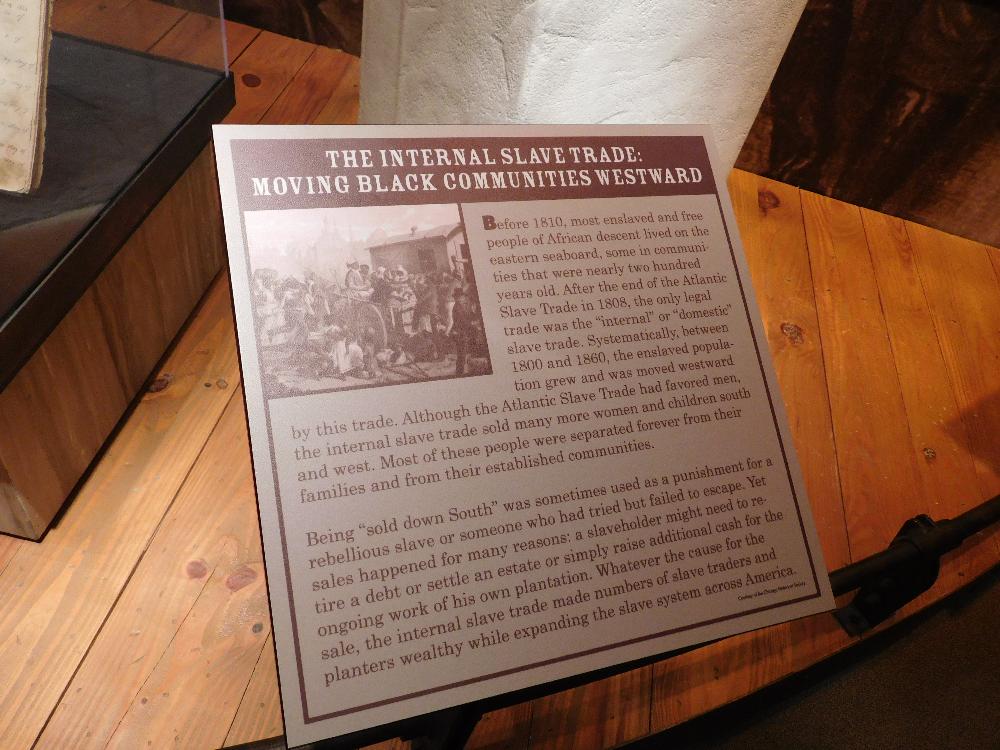 THE INTERNAL SLAVE TRADE:
MOVING BLACK COMMUNITIES WESTWARD
Before 1810, most enslaved and free
people of African descent lived on the
eastern seaboard, some in communi-
ties that were nearly two hundred
years old. After the end of the Atlantic
Slave Trade in 1808, the only legal
trade was the "internal" or "domestic"
slave trade. Systematically, between
1800 and 1860, the enslaved popula-
tion grew and was moved westward
by this trade. Although the Atlantic Slave Trade had favored men,
the internal slave trade sold many more women and children south
and west. Most of these people were separated forever from their
families and from their established communities.
Being "sold down South" was sometimes used as a punishment for a
rebellious slave or someone who had tried but failed to escape. Yet
sales happened for many reasons: a slaveholder might need to re-
tire a debt or settle an estate or simply raise additional cash for the
ongoing work of his own plantation. Whatever the cause for the
sale, the internal slave trade made numbers of slave traders and
planters wealthy while expanding the slave system across America.
Courtesy of the Chicago Historical Society